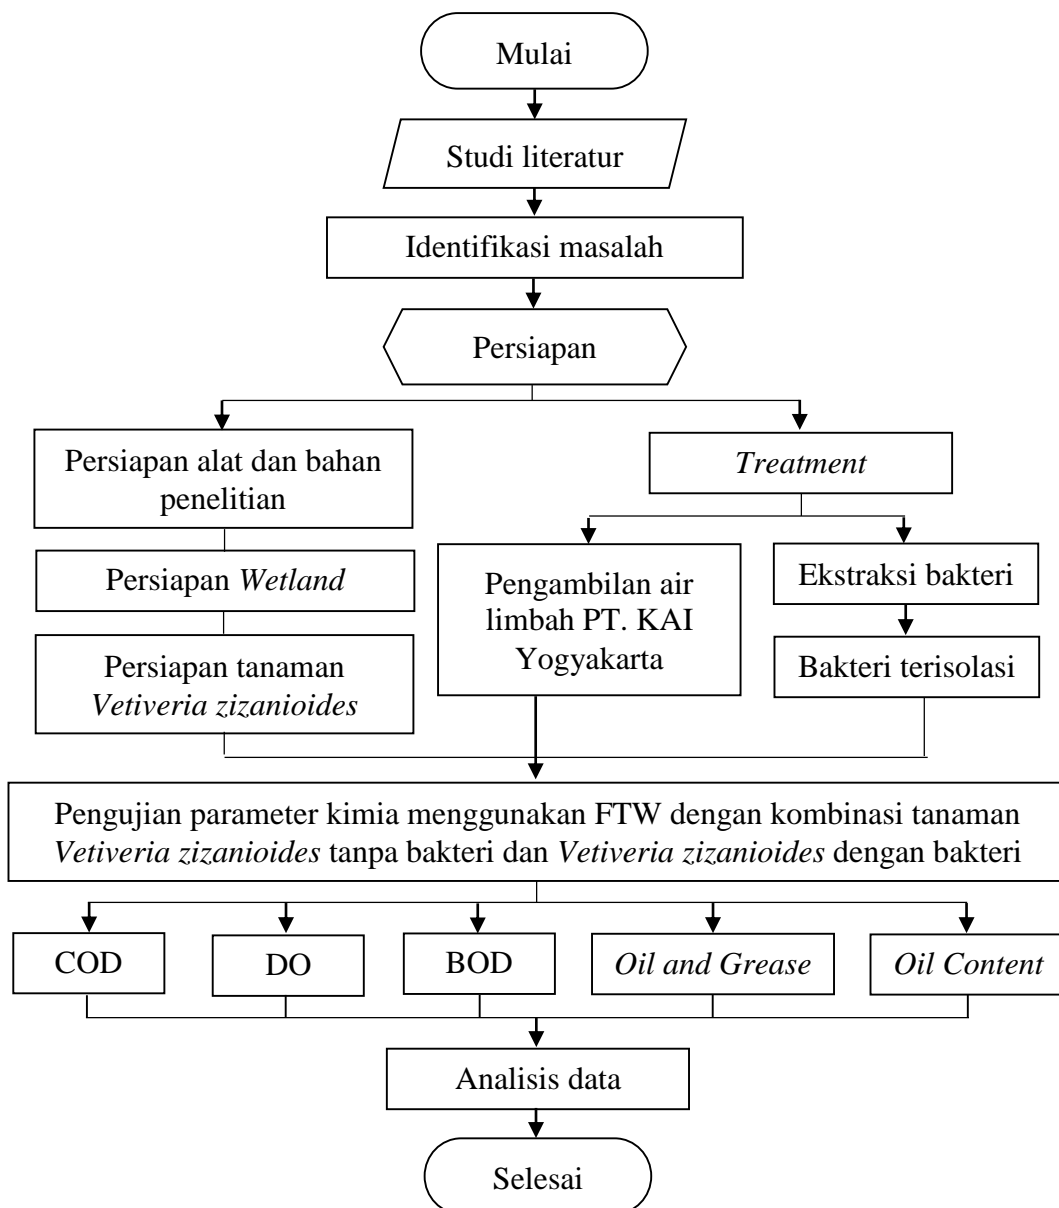 Mulai
Studi literatur
Identifikasi masalah
Persiapan
Persiapan alat dan bahan
penelitian
Persiapan Wetland
Persiapan tanaman
Vetiveria zizanioides
Treatment
Pengambilan air
limbah PT. KAI
Yogyakarta
Ekstraksi bakteri
Bakteri terisolasi
Pengujian parameter kimia menggunakan FTW dengan kombinasi tanaman
Vetiveria zizanioides tanpa bakteri dan Vetiveria zizanioides dengan bakteri
COD
DO
BOD
Oil and Grease
Oil Content
Analisis data
Selesai